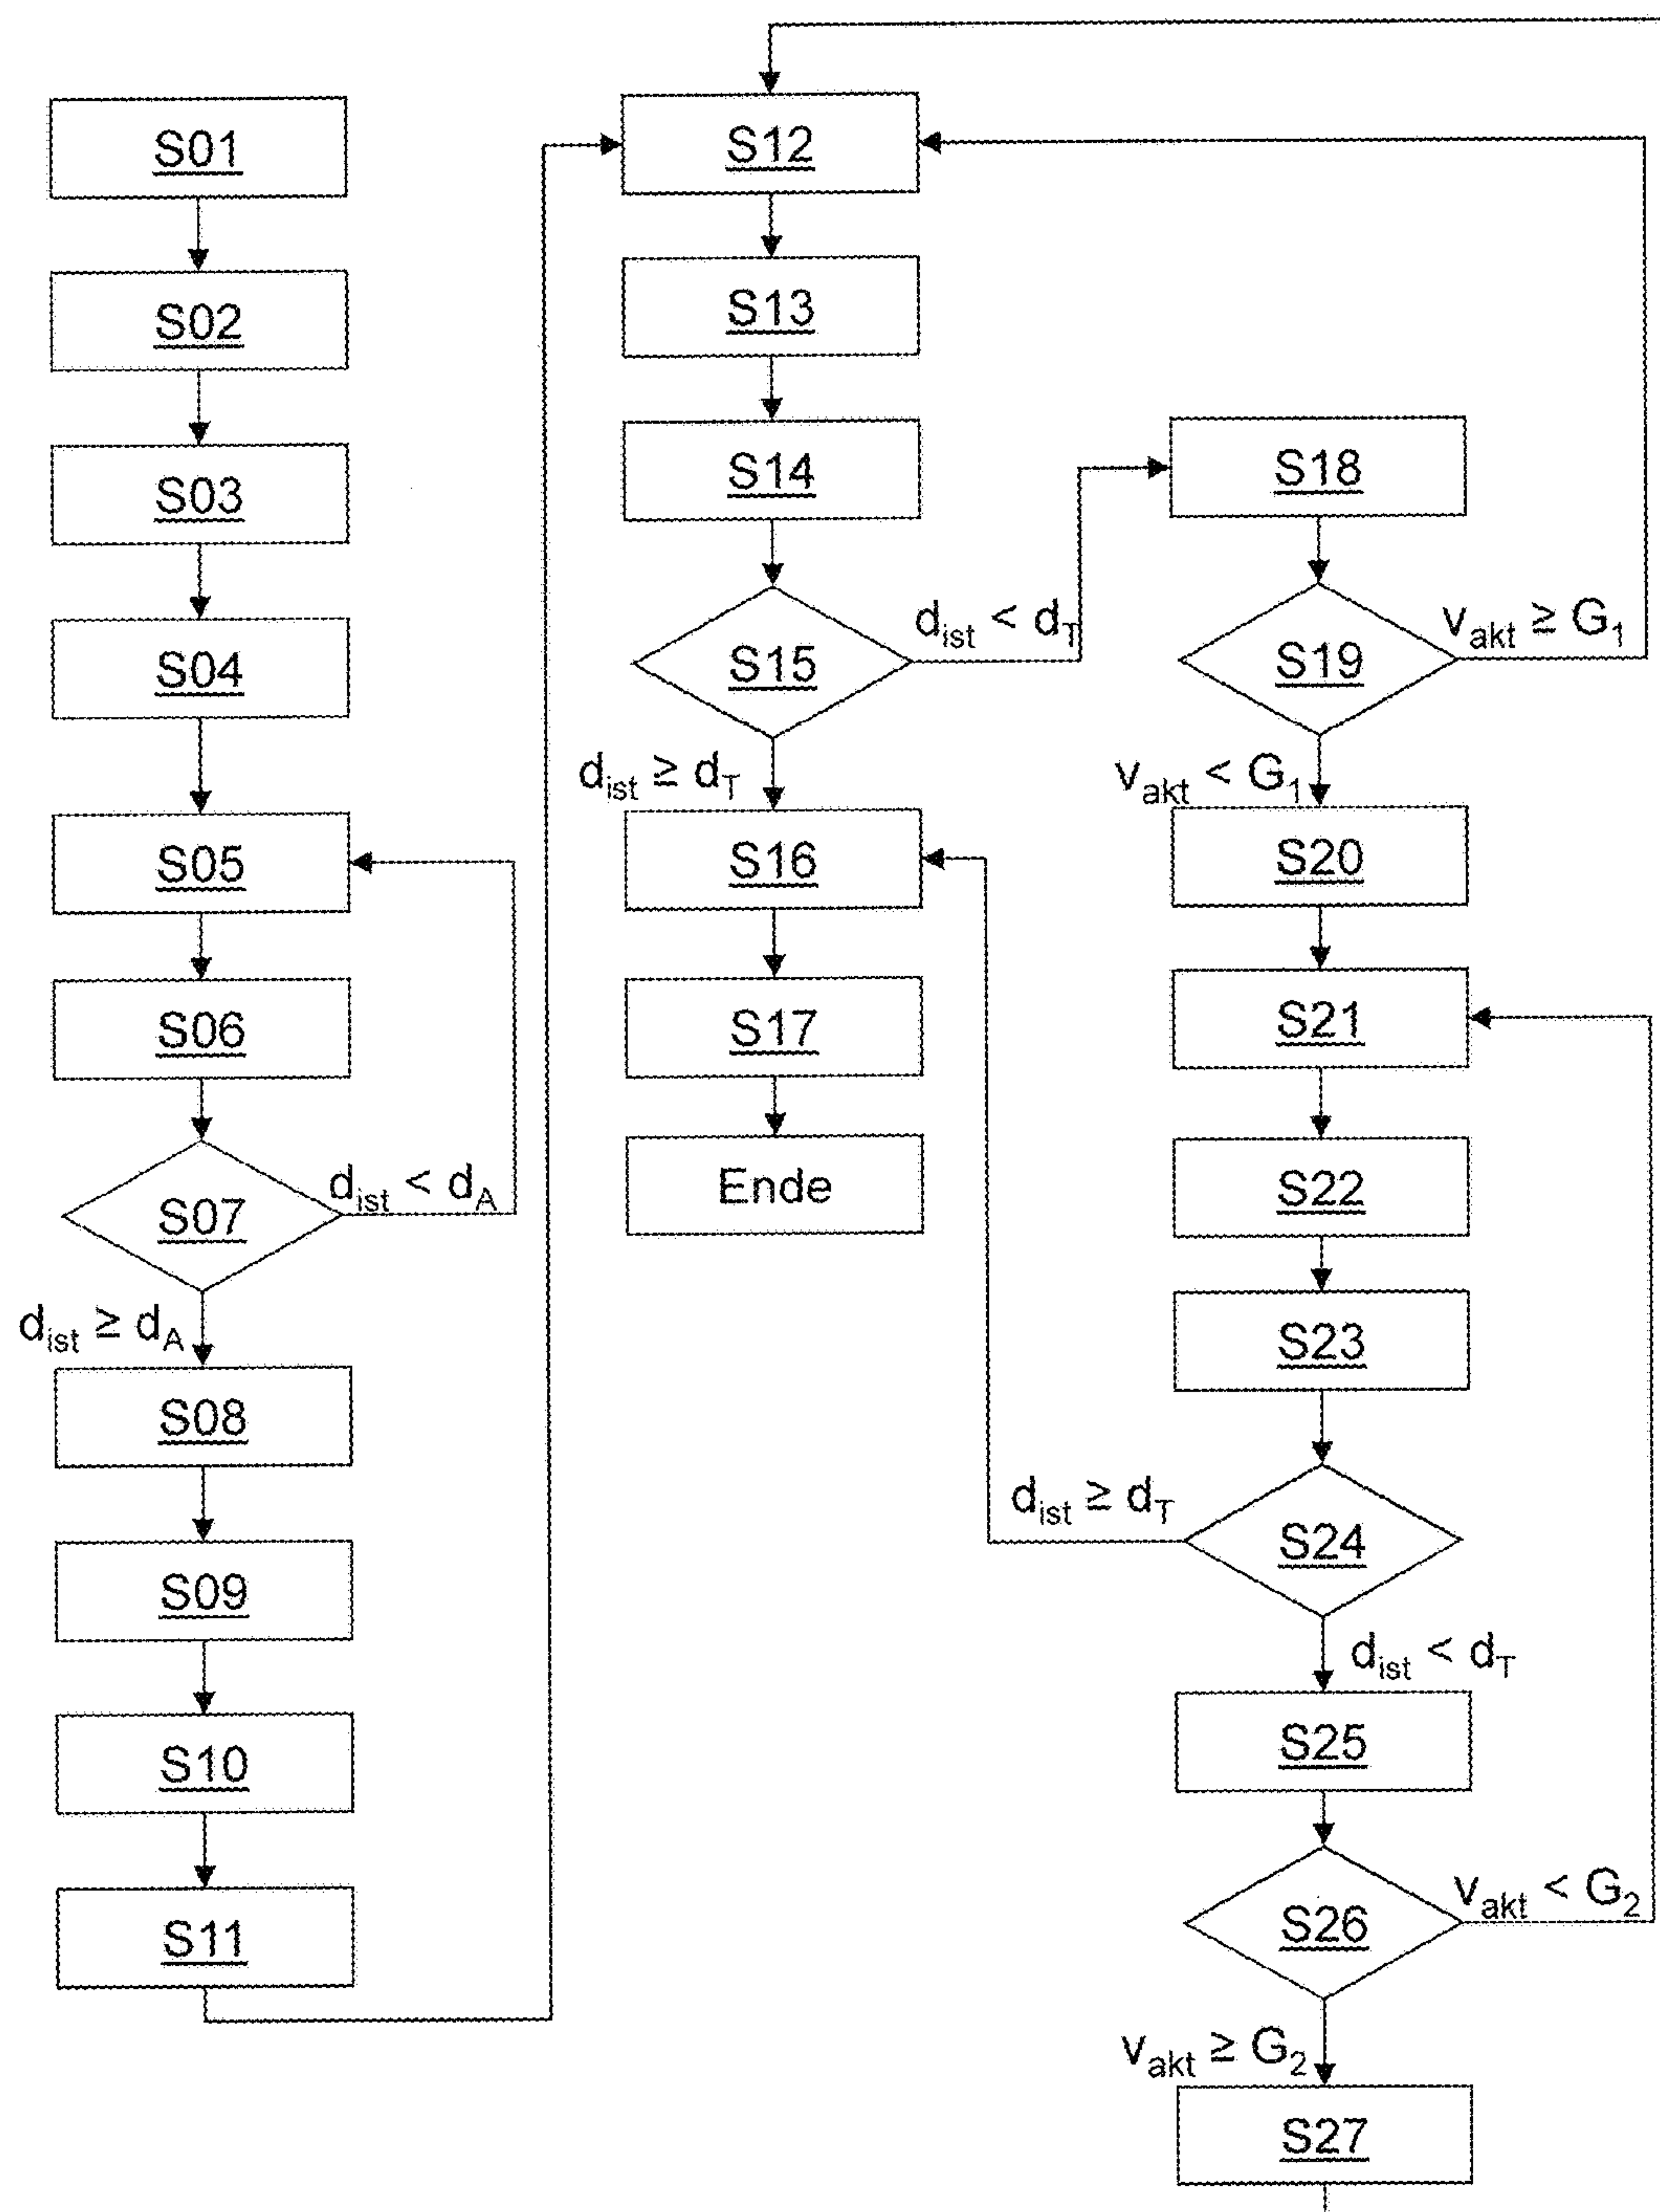 S01
S02
S03
S04
S05
S06
S07
d_ist < d_A
d_ist ≥ d_A
S08
S09
S10
S11
S12
S13
S14
S15
d_ist < d_T
d_ist ≥ d_T
S16
S17
Ende
S18
S19
v_akt ≥ G_1
v_akt < G_1
S20
S21
S22
S23
S24
d_ist ≥ d_T
d_ist < d_T
S25
S26
v_akt < G_2
v_akt ≥ G_2
S27